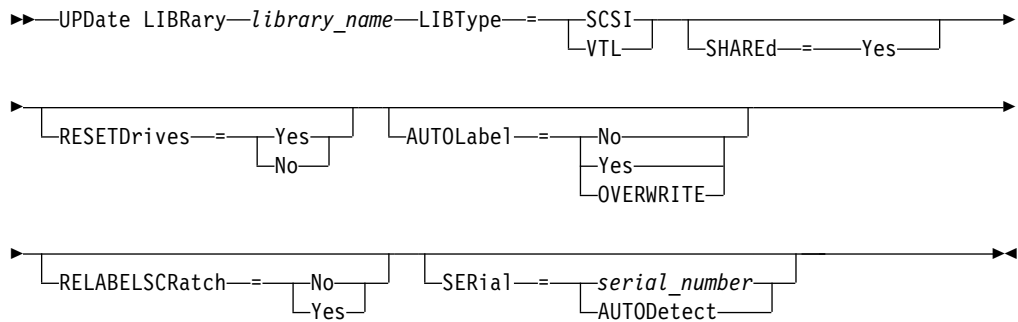 UPDate LIBRary library_name LIBType = SCSI SHAREd = Yes
VTL
RESETDrives = Yes AUTOLabel = No
No Yes
OVERWRITE
RELABELSCRatch = No SERial = serial_number
Yes AUTODetect